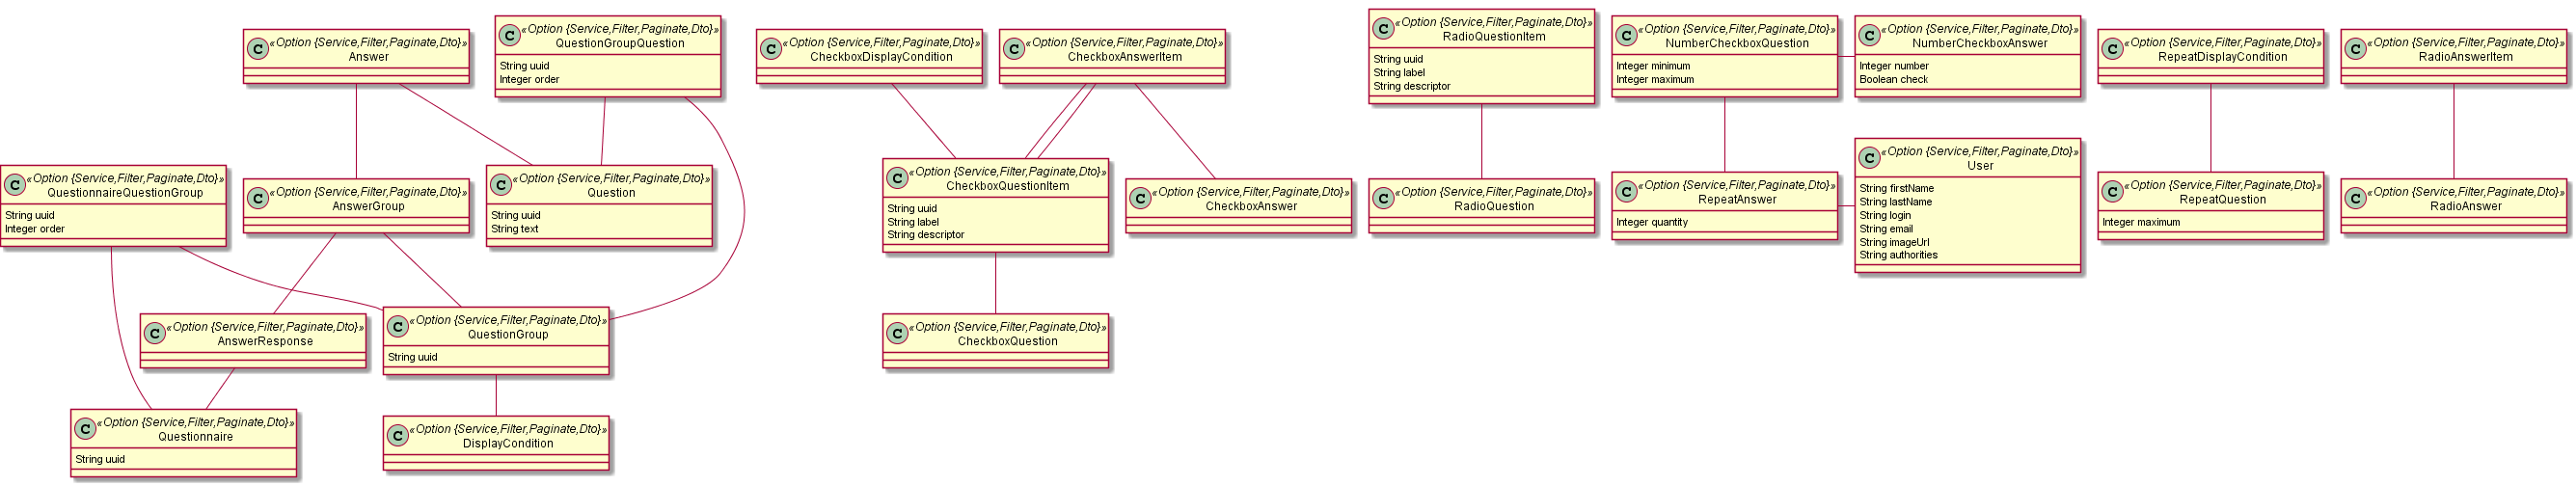 C «Option {Service,Filter,Paginate,Dto}»
Answer
C «Option {Service,Filter,Paginate,Dto}»
QuestionGroupQuestion
String uuid
Integer order
C «Option {Service,Filter,Paginate,Dto}»
CheckboxDisplayCondition
C «Option {Service,Filter,Paginate,Dto}»
CheckboxAnswerItem
C «Option {Service,Filter,Paginate,Dto}»
RadioQuestionItem
String uuid
String label
String descriptor
C «Option {Service,Filter,Paginate,Dto}»
NumberCheckboxQuestion
Integer minimum
Integer maximum
C «Option {Service,Filter,Paginate,Dto}»
NumberCheckboxAnswer
Integer number
Boolean check
C «Option {Service,Filter,Paginate,Dto}»
RepeatDisplayCondition
C «Option {Service,Filter,Paginate,Dto}»
RadioAnswerItem
C «Option {Service,Filter,Paginate,Dto}»
QuestionnaireQuestionGroup
String uuid
Integer order
C «Option {Service,Filter,Paginate,Dto}»
AnswerGroup
C «Option {Service,Filter,Paginate,Dto}»
Question
String uuid
String text
C «Option {Service,Filter,Paginate,Dto}»
CheckboxQuestionItem
String uuid
String label
String descriptor
C «Option {Service,Filter,Paginate,Dto}»
CheckboxAnswer
C «Option {Service,Filter,Paginate,Dto}»
RadioQuestion
C «Option {Service,Filter,Paginate,Dto}»
RepeatAnswer
Integer quantity
C «Option {Service,Filter,Paginate,Dto}»
User
String firstName
String lastName
String login
String email
String imageUrl
String authorities
C «Option {Service,Filter,Paginate,Dto}»
RepeatQuestion
Integer maximum
C «Option {Service,Filter,Paginate,Dto}»
RadioAnswer
C «Option {Service,Filter,Paginate,Dto}»
AnswerResponse
C «Option {Service,Filter,Paginate,Dto}»
QuestionGroup
String uuid
C «Option {Service,Filter,Paginate,Dto}»
CheckboxQuestion
C «Option {Service,Filter,Paginate,Dto}»
Questionnaire
String uuid
C «Option {Service,Filter,Paginate,Dto}»
DisplayCondition